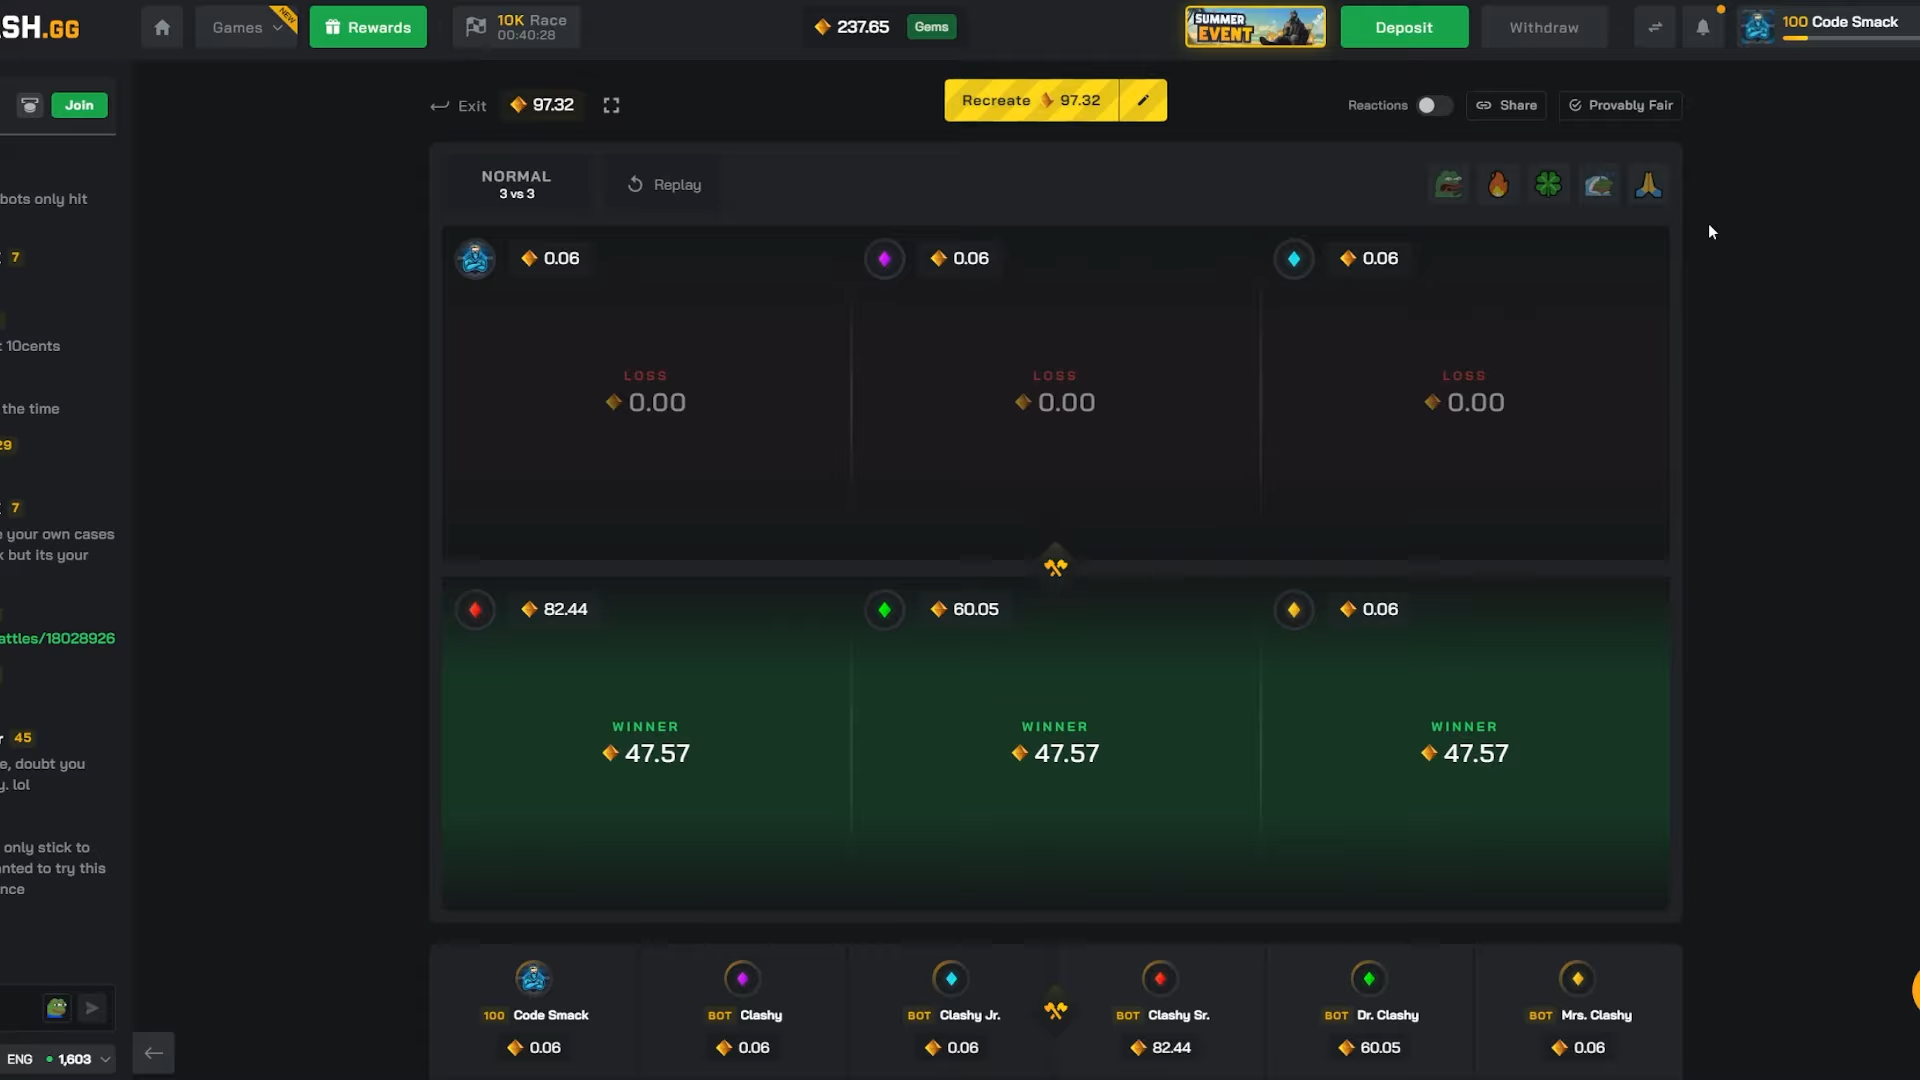 SH.GG
Games
NEW
Rewards
10K Race
00:40:28
237.65
Gems
SUMMER
EVENT
Deposit
Withdraw
100 Code Smack
Join
Exit
97.32
Recreate 97.32
Reactions
Share
Provably Fair
NORMAL
3 vs 3
Replay
bots only hit
7
10cents
the time
29
7
your own cases
but its your
attles/18028926
45
e, doubt you
y. lol
only stick to
nted to try this
nce
0.06
0.06
0.06
LOSS
0.00
LOSS
0.00
LOSS
0.00
82.44
60.05
0.06
WINNER
47.57
WINNER
47.57
WINNER
47.57
100 Code Smack
0.06
BOT Clashy
0.06
BOT Clashy Jr.
0.06
BOT Clashy Sr.
82.44
BOT Dr. Clashy
60.05
BOT Mrs. Clashy
0.06
ENG
1,603